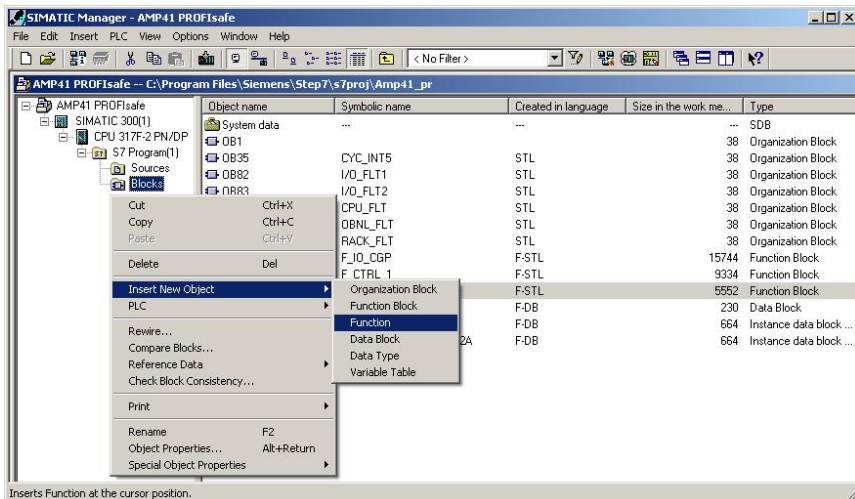 SIMATIC Manager - AMP41 PROFIsafe
File Edit Insert PLC View Options Window Help
< No Filter >
AMP41 PROFIsafe -- C:\Program Files\Siemens\Step7\s7proj\Amp41_pr
AMP41 PROFIsafe
SIMATIC 300(1)
CPU 317F-2 PN/DP
S7 Program(1)
Sources
Blocks
Object name Symbolic name Created in language Size in the work me... Type
System data --- --- --- SDB
OB1 38 Organization Block
OB35 CYC_INT5 STL 38 Organization Block
OB82 I/O_FLT1 STL 38 Organization Block
OB83 I/O_FLT2 STL 38 Organization Block
CPU_FLT STL 38 Organization Block
OBNL_FLT STL 38 Organization Block
RACK_FLT STL 38 Organization Block
F_IO_CGP F-STL 15744 Function Block
F_CTRL_1 F-STL 9334 Function Block
F-STL 5552 Function Block
F-DB 230 Data Block
F-DB 664 Instance data block ...
2A F-DB 664 Instance data block ...
Cut Ctrl+X
Copy Ctrl+C
Paste Ctrl+V
Delete Del
Insert New Object
PLC
Rewire...
Compare Blocks...
Reference Data
Check Block Consistency...
Print
Rename F2
Object Properties... Alt+Return
Special Object Properties
Organization Block
Function Block
Function
Data Block
Data Type
Variable Table
Inserts Function at the cursor position.